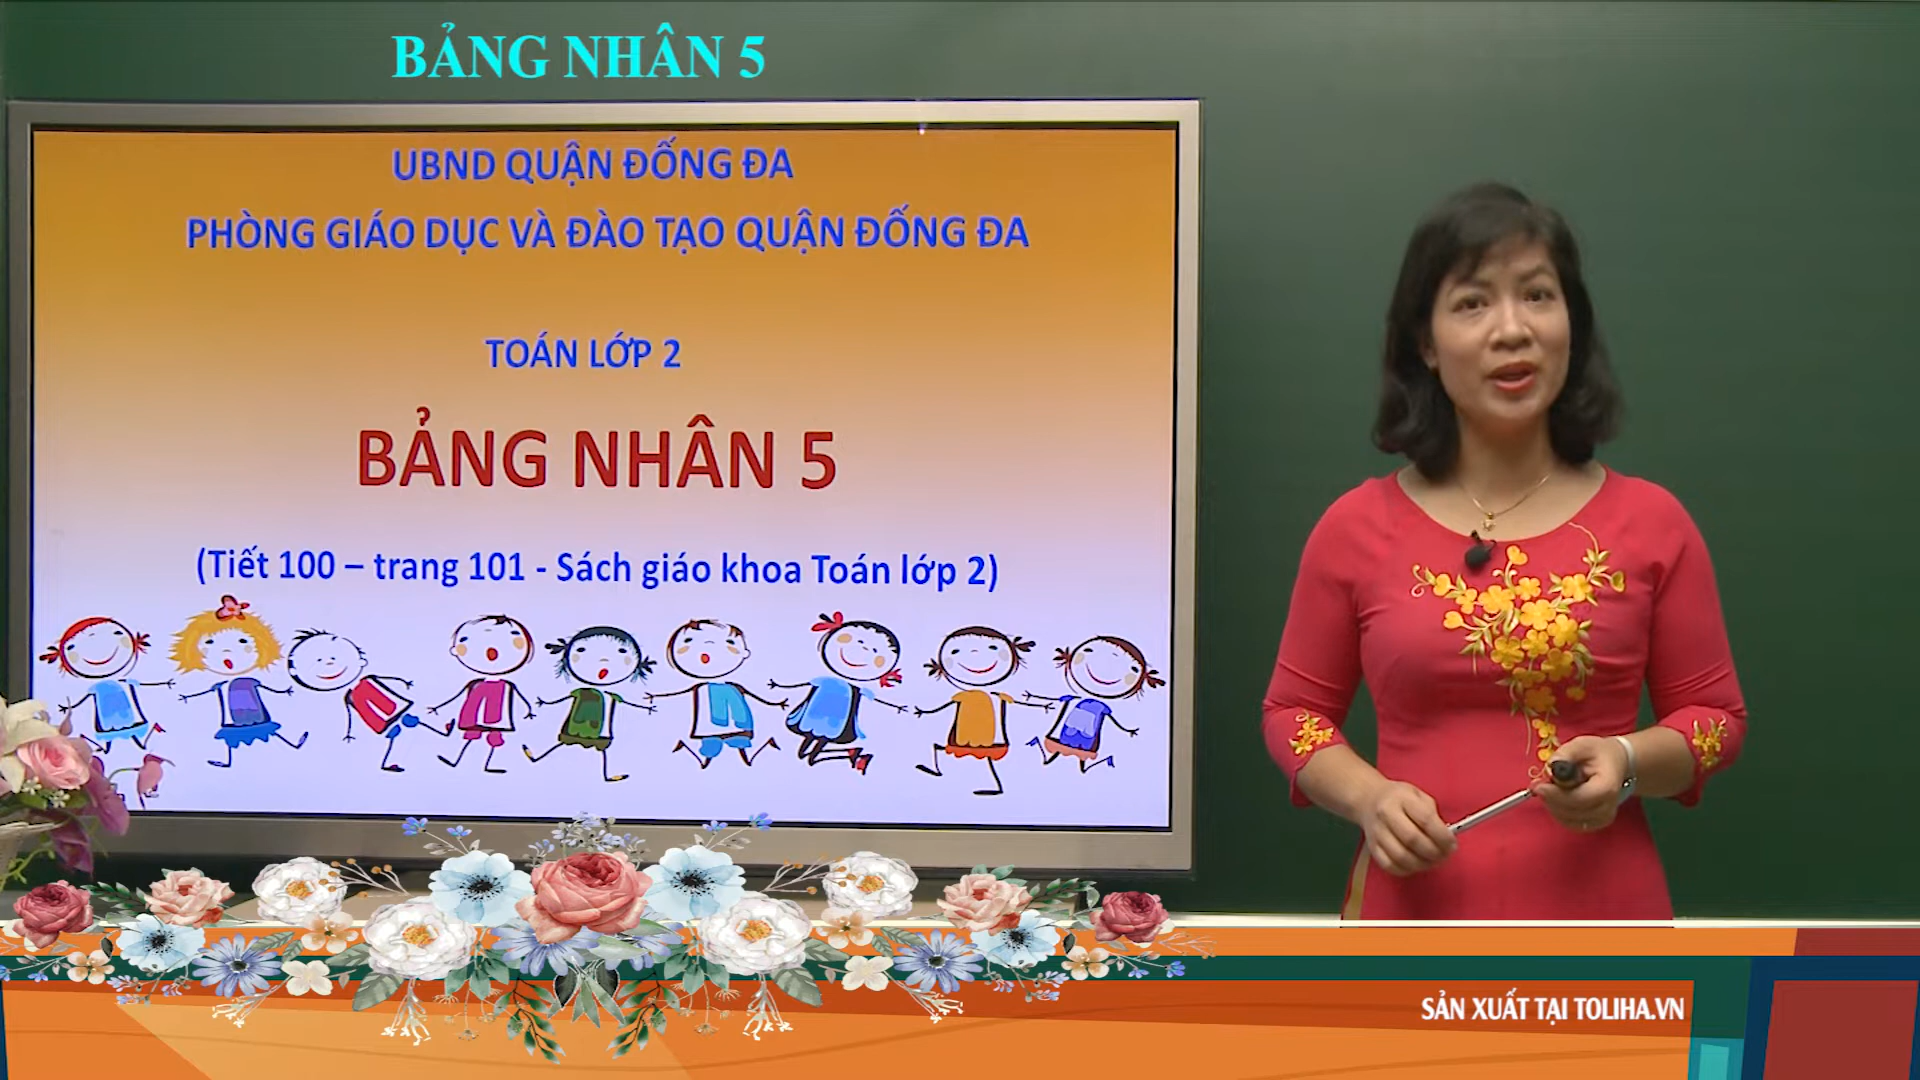 BẢNG NHÂN 5
UBND QUẬN ĐỐNG ĐA
PHÒNG GIÁO DỤC VÀ ĐÀO TẠO QUẬN ĐỐNG ĐA
TOÁN LỚP 2
BẢNG NHÂN 5
(Tiết 100 – trang 101 - Sách giáo khoa Toán lớp 2)
SẢN XUẤT TẠI TOLIHA.VN